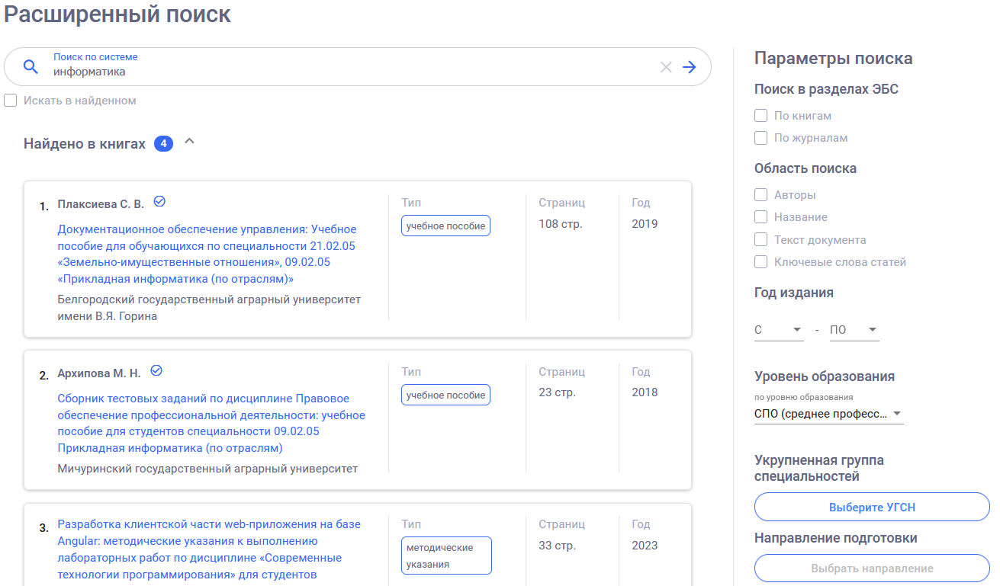 Расширенный поиск
Поиск по системе
информатика
Искать в найденном
Найдено в книгах 4
1. Плаксиева С. В.
Документационное обеспечение управления: Учебное
пособие для обучающихся по специальности 21.02.05
«Земельно-имущественные отношения», 09.02.05
«Прикладная информатика (по отраслям)»
Белгородский государственный аграрный университет
имени В.Я. Горина
Тип
учебное пособие
Страниц
108 стр.
Год
2019
2. Архипова М. Н.
Сборник тестовых заданий по дисциплине Правовое
обеспечение профессиональной деятельности: учебное
пособие для студентов специальности 09.02.05
Прикладная информатика (по отраслям)
Мичуринский государственный аграрный университет
Тип
учебное пособие
Страниц
23 стр.
Год
2018
3. Разработка клиентской части web-приложения на базе
Angular: методические указания к выполнению
лабораторных работ по дисциплине «Современные
технологии программирования» для студентов
Тип
методические
указания
Страниц
33 стр.
Год
2023
Параметры поиска
Поиск в разделах ЭБС
По книгам
По журналам
Область поиска
Авторы
Название
Текст документа
Ключевые слова статей
Год издания
С - ПО
Уровень образования
по уровню образования
СПО (среднее професс...
Укрупненная группа
специальностей
Выберите УГСН
Направление подготовки
Выбрать направление